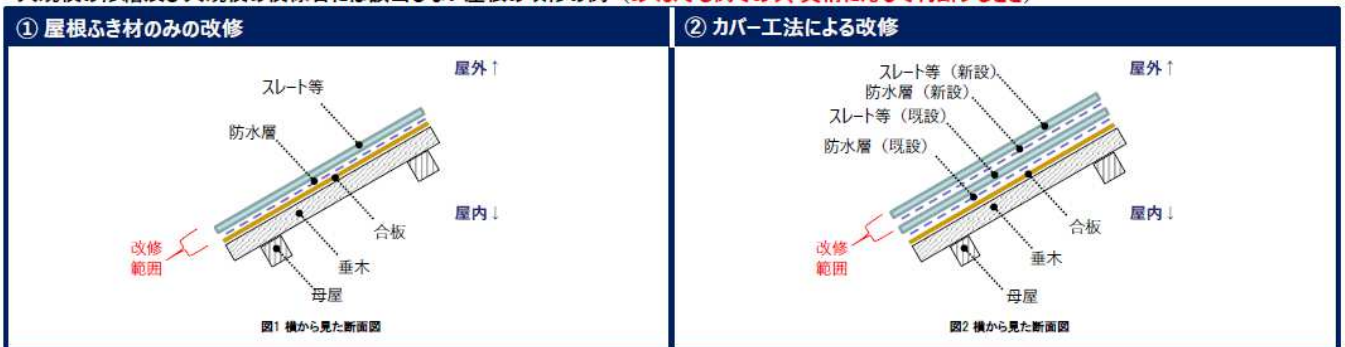 ① 屋根ふき材のみの改修
② カバー工法による改修
屋外↑
スレート等
防水層
屋内↓
合板
改修
範囲
垂木
母屋
図1 横から見た断面図
屋外↑
スレート等（新設）
防水層（新設）
スレート等（既設）
防水層（既設）
屋内↓
合板
改修
範囲
垂木
母屋
図2 横から見た断面図